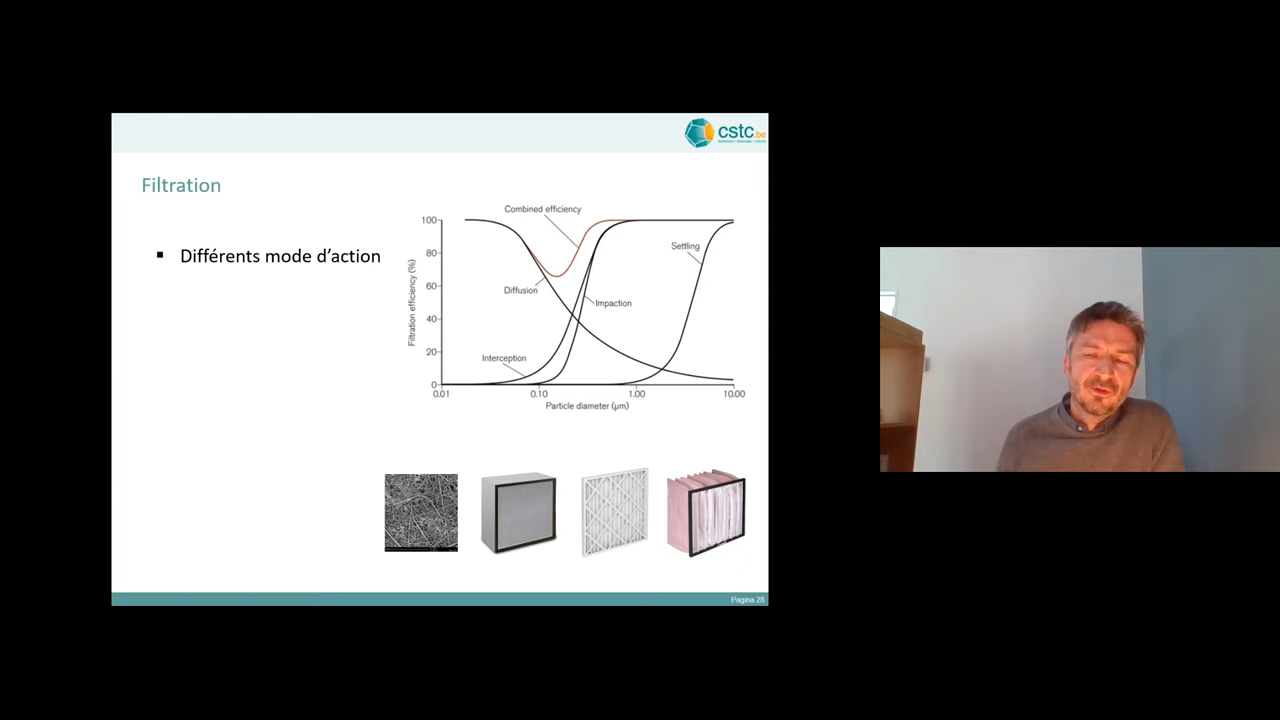 cstc.be
Filtration
▪ Différents mode d'action
Combined efficiency
Settling
Diffusion
Impaction
Interception
Filtration efficiency (%)
100
80
60
40
20
0
0.01 0.10 1.00 10.00
Particle diameter (µm)
Pagina 28